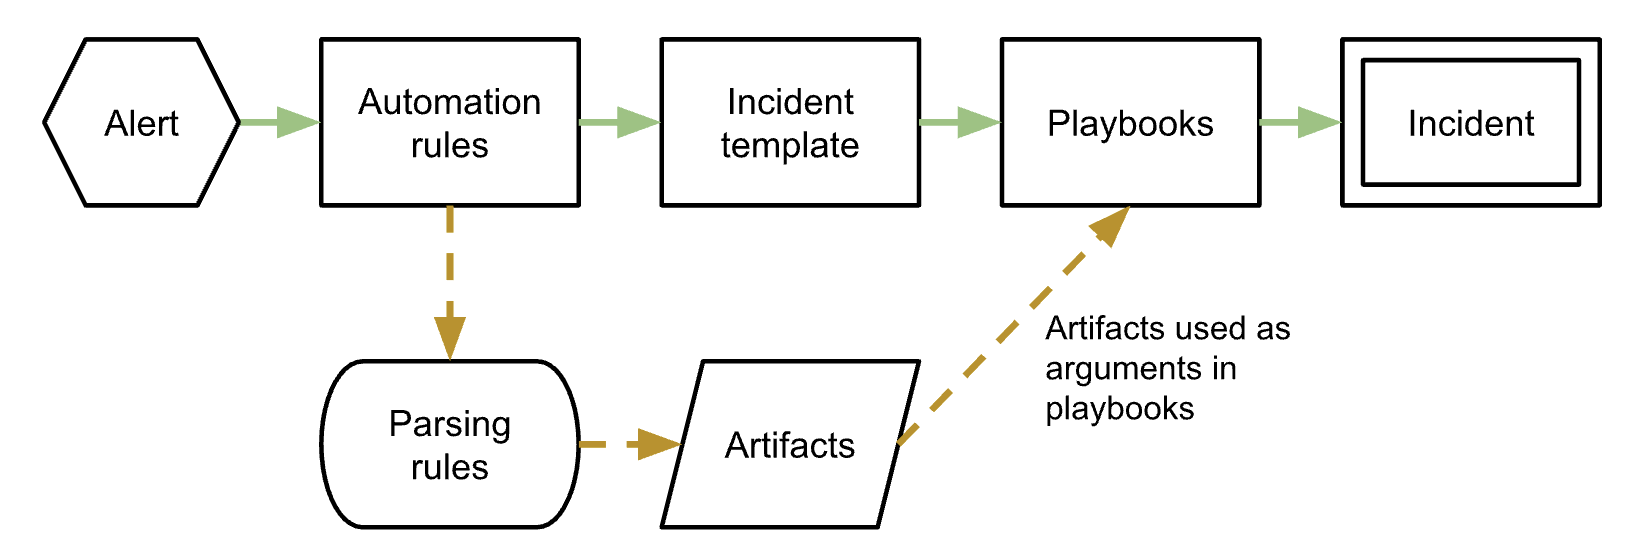 Alert
Automation
rules
Incident
template
Playbooks
Incident
Parsing
rules
Artifacts
Artifacts used as
arguments in
playbooks